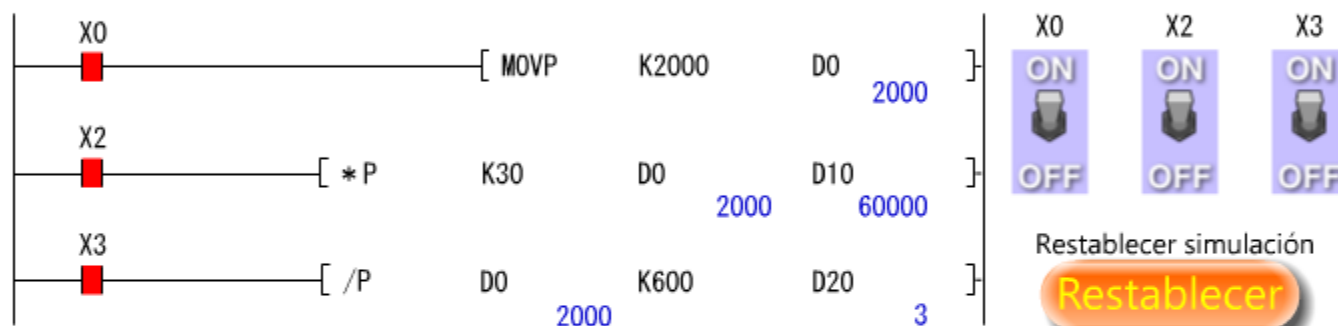 X0 X0 X2 X3
[ MOVP K2000 D0 ] ON ON ON
2000
X2
[ *P K30 D0 D10 ] OFF OFF OFF
2000 60000
X3 Restablecer simulación
[ /P D0 K600 D20 ] Restablecer
2000 3